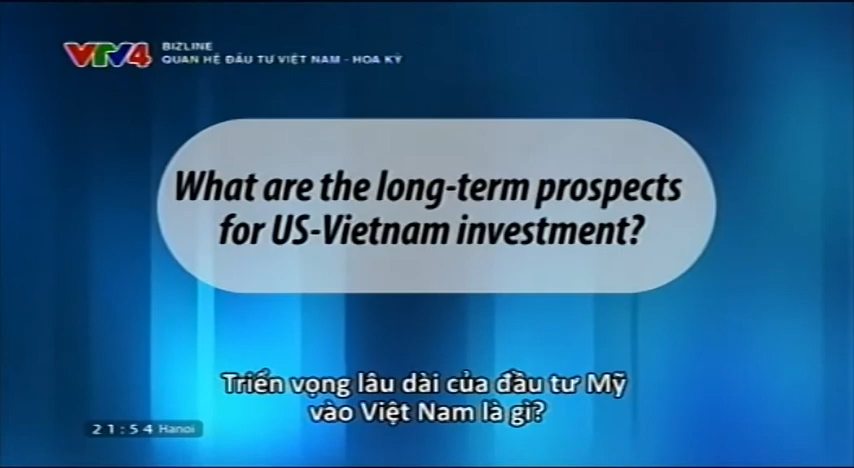 VTV4
BIZLINE
QUAN HỆ ĐẦU TƯ VIỆT NAM - HOA KỲ
What are the long-term prospects
for US-Vietnam investment?
Triển vọng lâu dài của đầu tư Mỹ
vào Việt Nam là gì?
21:54 Hanoi